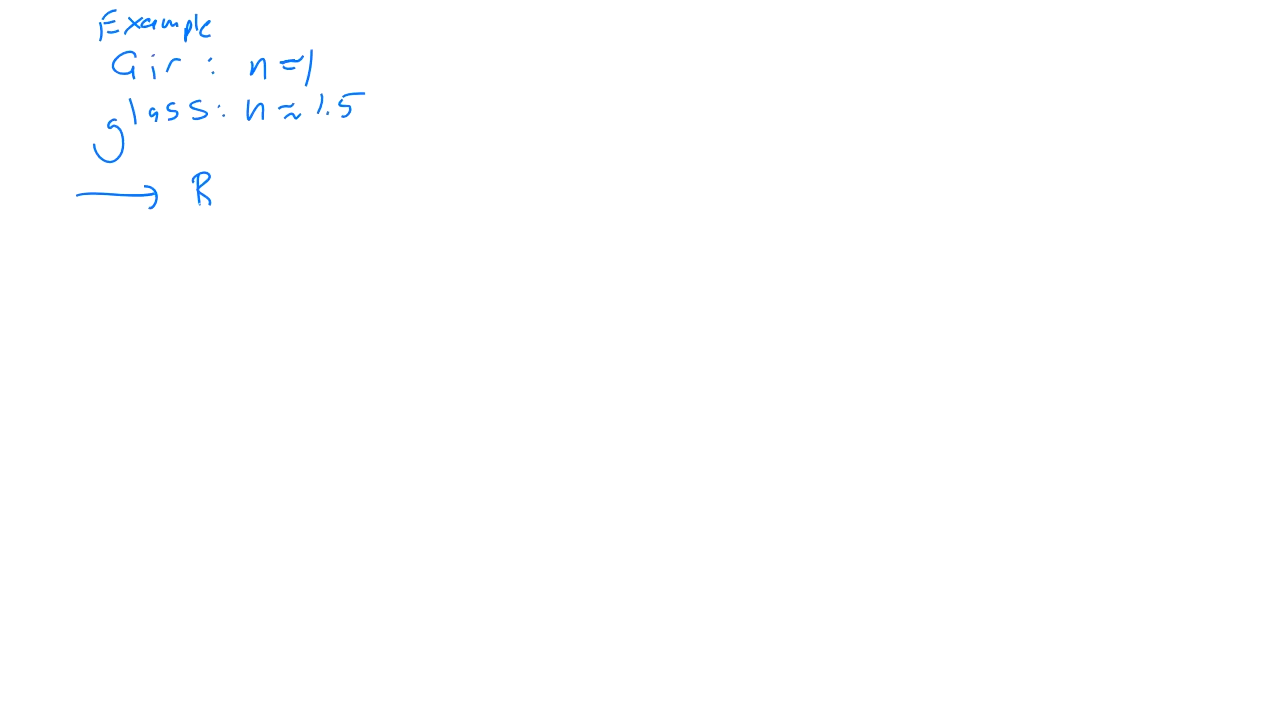 Example
air : n ≈ 1
glass : n ≈ 1.5
→ R